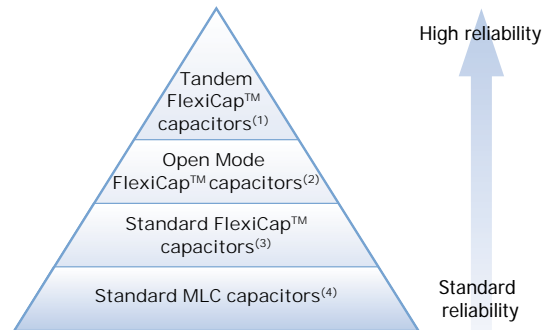 Tandem
FlexiCap™
capacitors⁽¹⁾
Open Mode
FlexiCap™ capacitors⁽²⁾
Standard FlexiCap™
capacitors⁽³⁾
Standard MLC capacitors⁽⁴⁾
High reliability
Standard
reliability